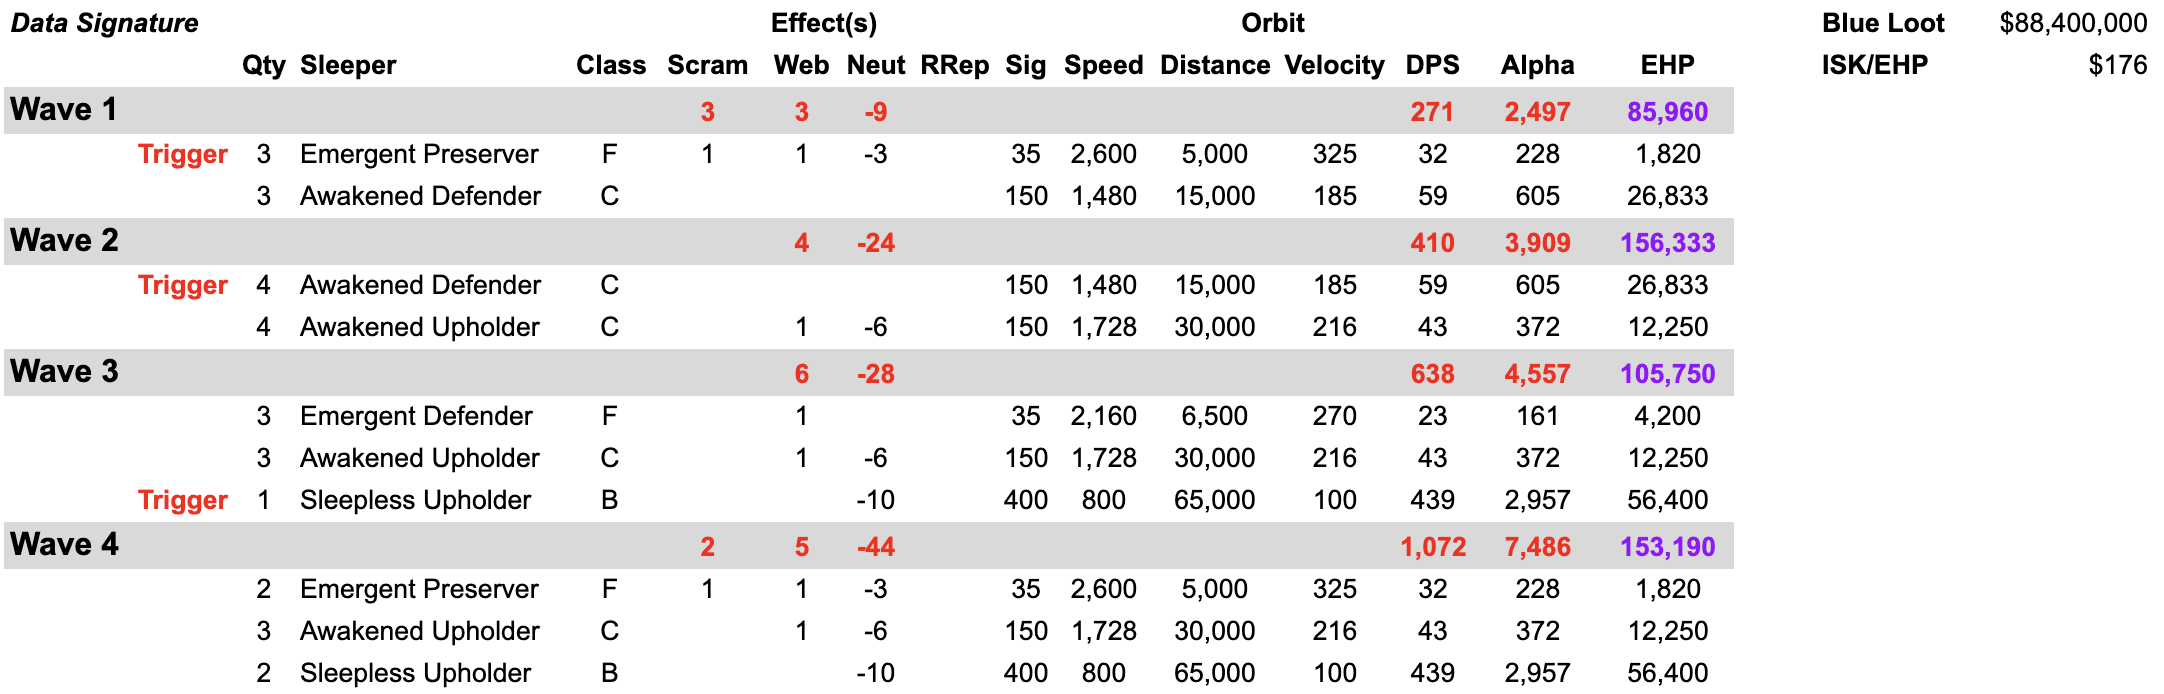 Data Signature Effect(s) Orbit Blue Loot $88,400,000
Qty Sleeper Class Scram Web Neut RRep Sig Speed Distance Velocity DPS Alpha EHP ISK/EHP $176
Wave 1 3 3 -9 271 2,497 85,960
Trigger 3 Emergent Preserver F 1 1 -3 35 2,600 5,000 325 32 228 1,820
3 Awakened Defender C 150 1,480 15,000 185 59 605 26,833
Wave 2 4 -24 410 3,909 156,333
Trigger 4 Awakened Defender C 150 1,480 15,000 185 59 605 26,833
4 Awakened Upholder C 1 -6 150 1,728 30,000 216 43 372 12,250
Wave 3 6 -28 638 4,557 105,750
3 Emergent Defender F 1 35 2,160 6,500 270 23 161 4,200
3 Awakened Upholder C 1 -6 150 1,728 30,000 216 43 372 12,250
Trigger 1 Sleepless Upholder B -10 400 800 65,000 100 439 2,957 56,400
Wave 4 2 5 -44 1,072 7,486 153,190
2 Emergent Preserver F 1 1 -3 35 2,600 5,000 325 32 228 1,820
3 Awakened Upholder C 1 -6 150 1,728 30,000 216 43 372 12,250
2 Sleepless Upholder B -10 400 800 65,000 100 439 2,957 56,400